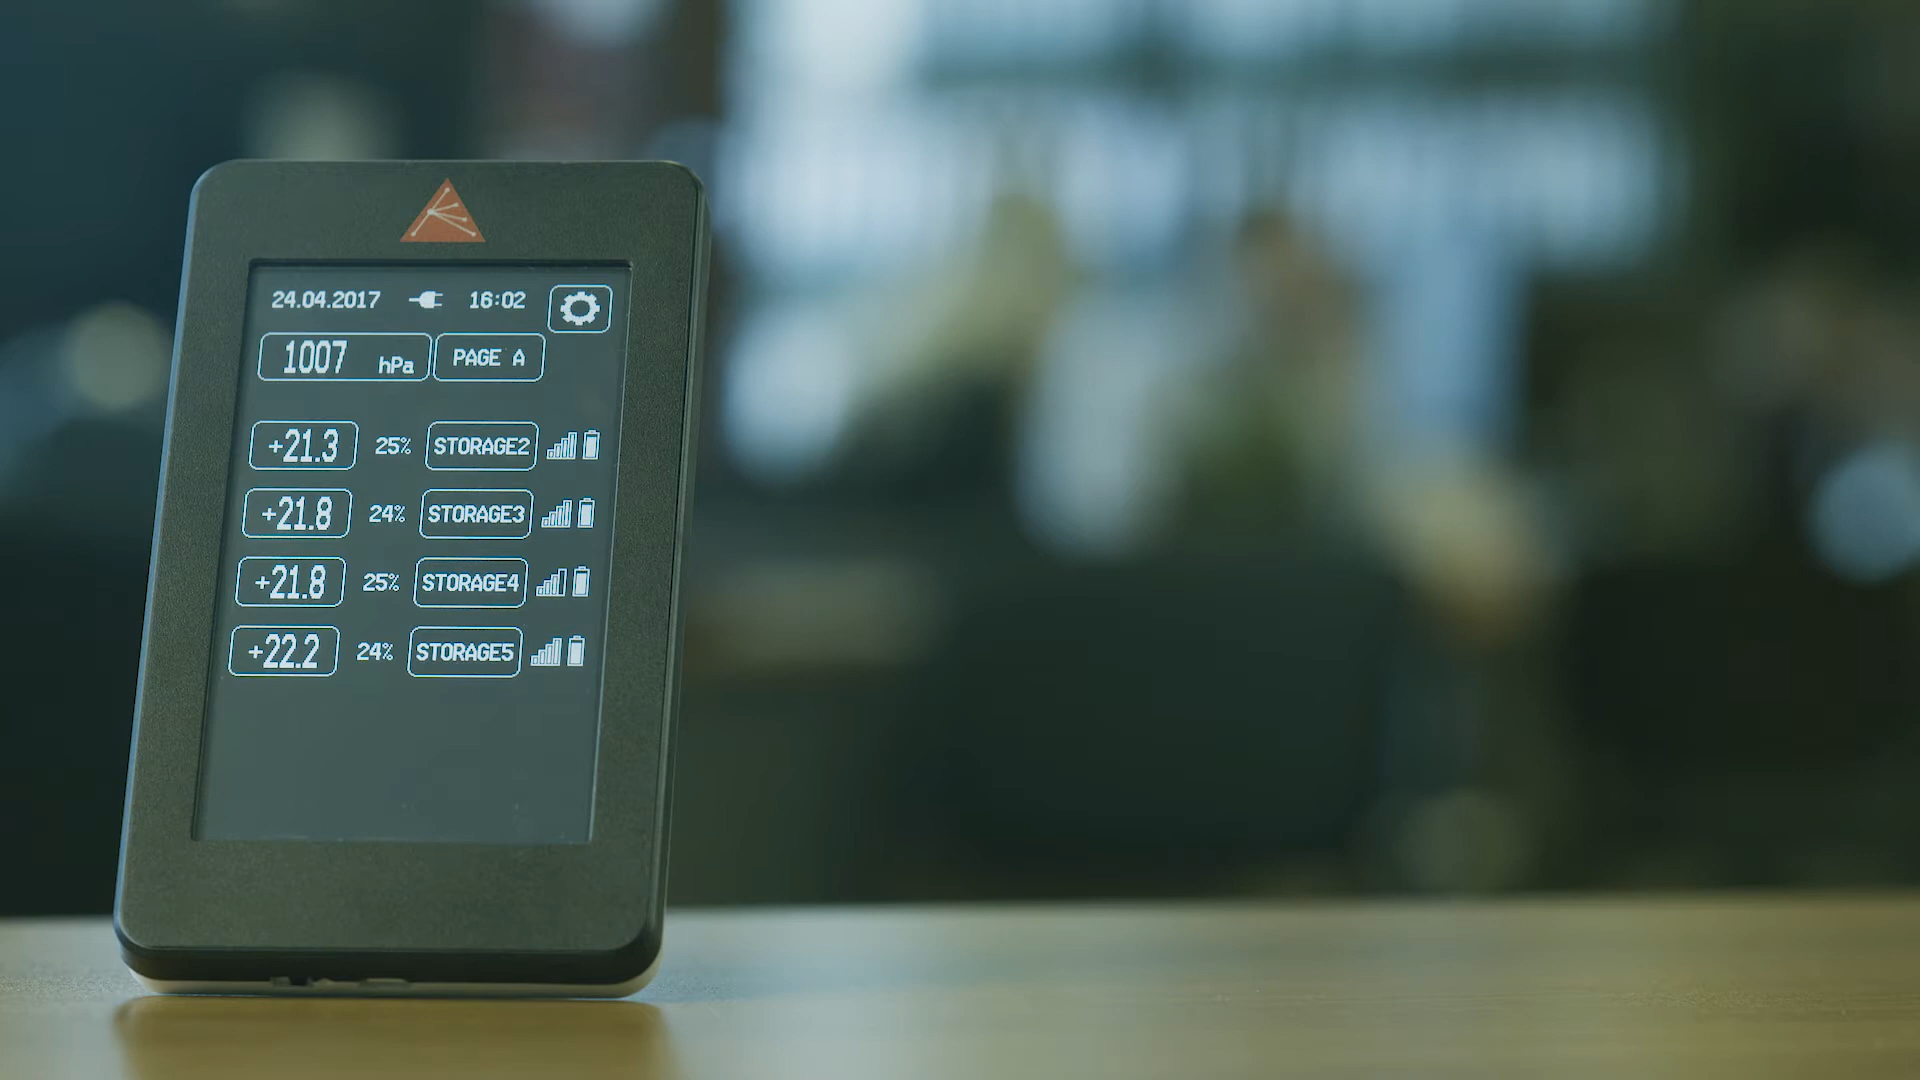 24.04.2017 16:02
1007 hPa PAGE A
+21.3 25% STORAGE2
+21.8 24% STORAGE3
+21.8 25% STORAGE4
+22.2 24% STORAGE5